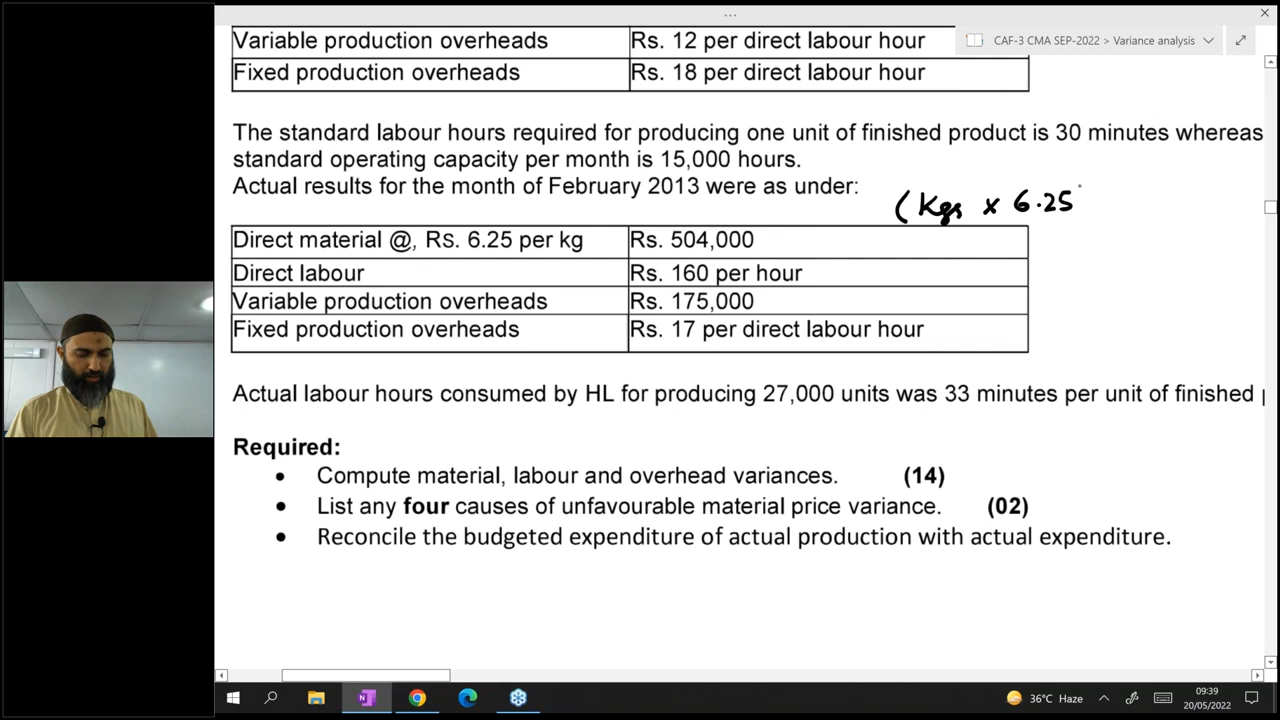 CAF-3 CMA SEP-2022 > Variance analysis
Variable production overheads Rs. 12 per direct labour hour
Fixed production overheads Rs. 18 per direct labour hour
The standard labour hours required for producing one unit of finished product is 30 minutes whereas
standard operating capacity per month is 15,000 hours.
Actual results for the month of February 2013 were as under:
(Kgs x 6.25
Direct material @, Rs. 6.25 per kg Rs. 504,000
Direct labour Rs. 160 per hour
Variable production overheads Rs. 175,000
Fixed production overheads Rs. 17 per direct labour hour
Actual labour hours consumed by HL for producing 27,000 units was 33 minutes per unit of finished
Required:
• Compute material, labour and overhead variances. (14)
• List any four causes of unfavourable material price variance. (02)
• Reconcile the budgeted expenditure of actual production with actual expenditure.
36°C Haze
09:39
20/05/2022